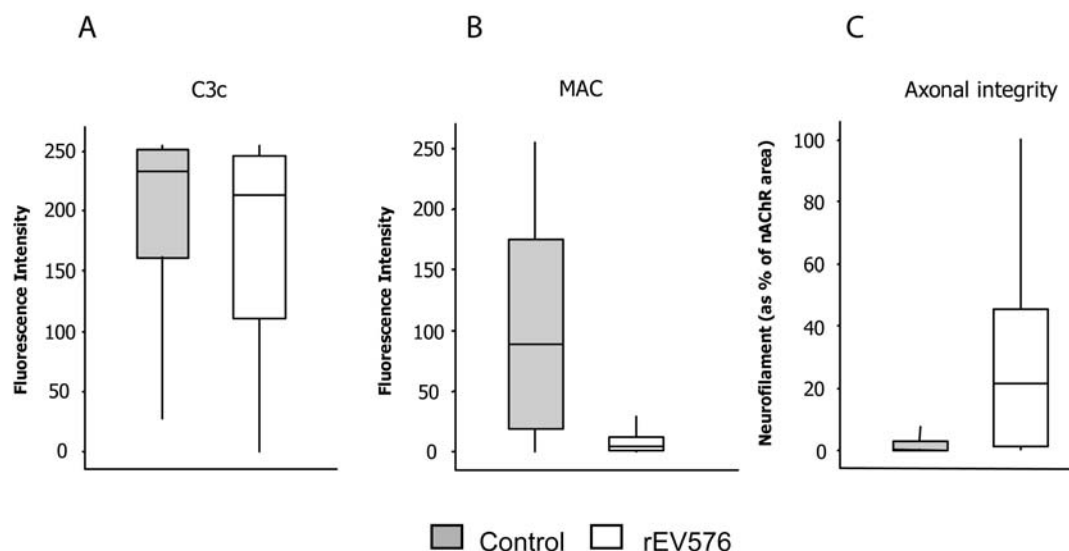 A
B
C
C3c
MAC
Axonal integrity
Fluorescence Intensity
250
200
150
100
50
0
Fluorescence Intensity
250
200
150
100
50
0
Neurofilament (as % of nAChR area)
100
80
60
40
20
0
Control
rEV576